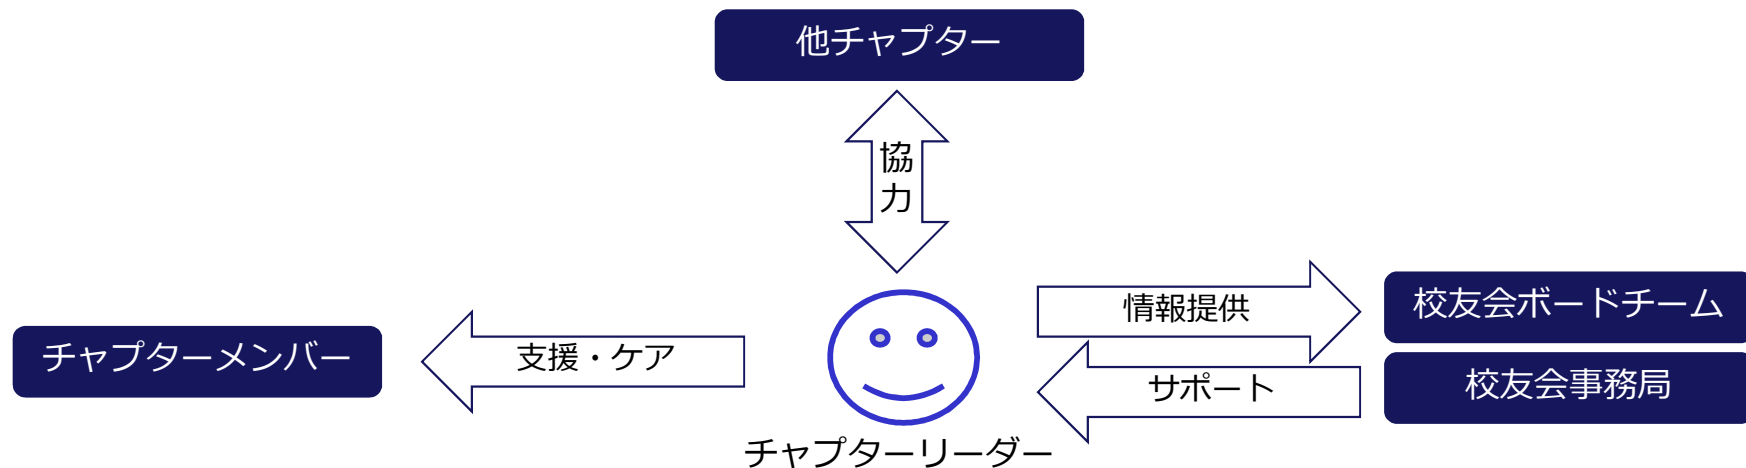 他チャプター
協
力
情報提供
校友会ボードチーム
チャプターメンバー
支援・ケア
サポート
校友会事務局
チャプターリーダー